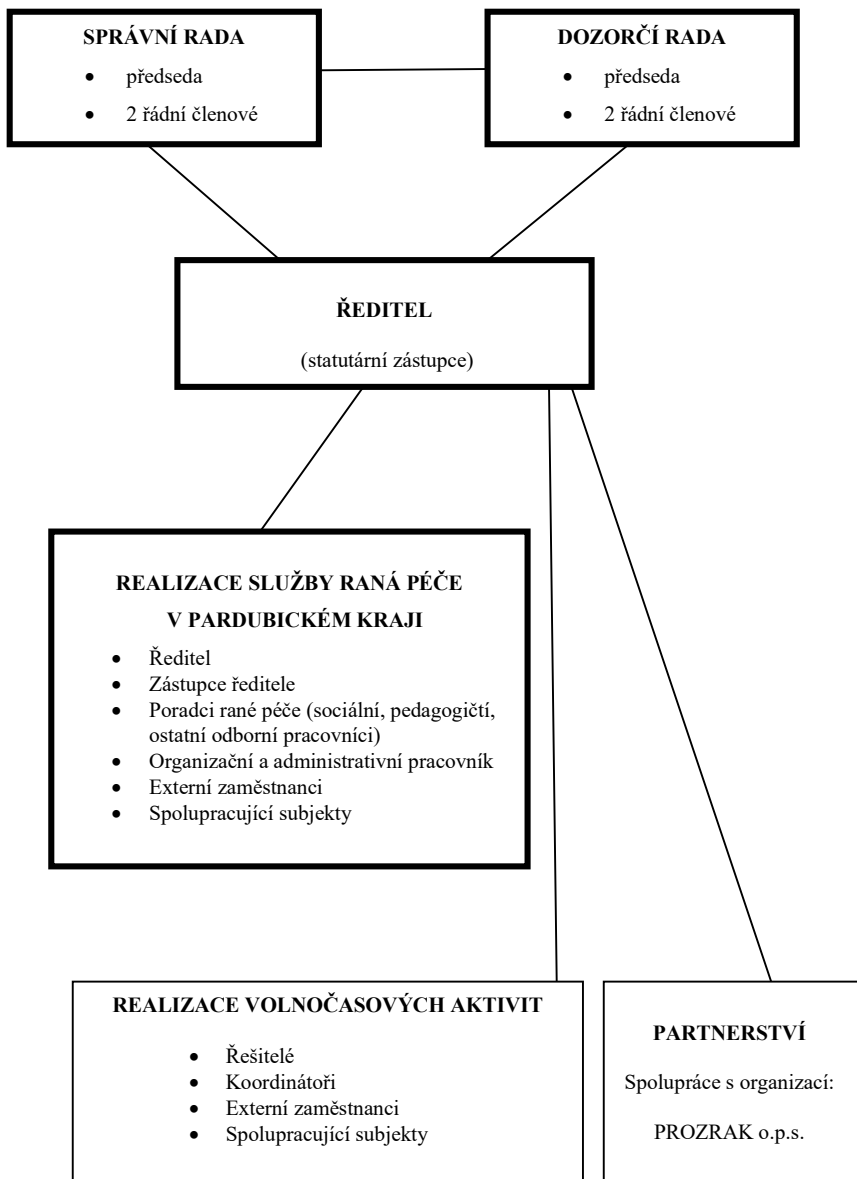 SPRÁVNÍ RADA
• předseda
• 2 řádní členové
DOZORČÍ RADA
• předseda
• 2 řádní členové
ŘEDITEL
(statutární zástupce)
REALIZACE SLUŽBY RANÁ PÉČE
V PARDUBICKÉM KRAJI
• Ředitel
• Zástupce ředitele
• Poradci rané péče (sociální, pedagogičtí,
ostatní odborní pracovníci)
• Organizační a administrativní pracovník
• Externí zaměstnanci
• Spolupracující subjekty
REALIZACE VOLNOČASOVÝCH AKTIVIT
• Řešitelé
• Koordinátoři
• Externí zaměstnanci
• Spolupracující subjekty
PARTNERSTVÍ
Spolupráce s organizací:
PROZRAK o.p.s.